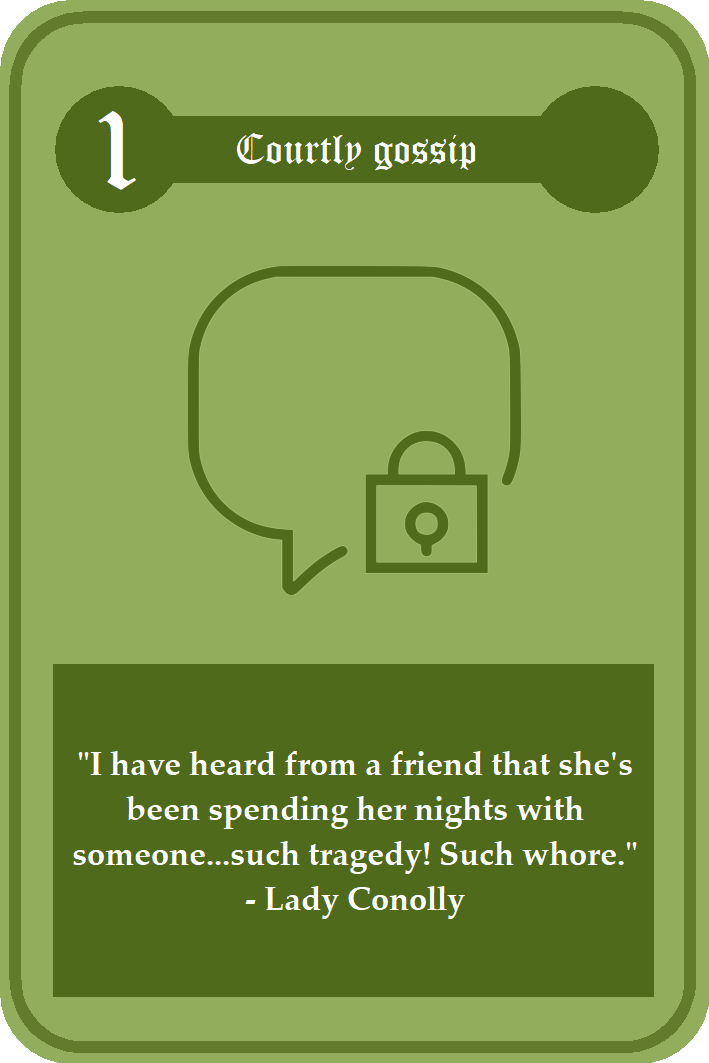 1
Courtly gossip
"I have heard from a friend that she's
been spending her nights with
someone...such tragedy! Such whore."
- Lady Conolly